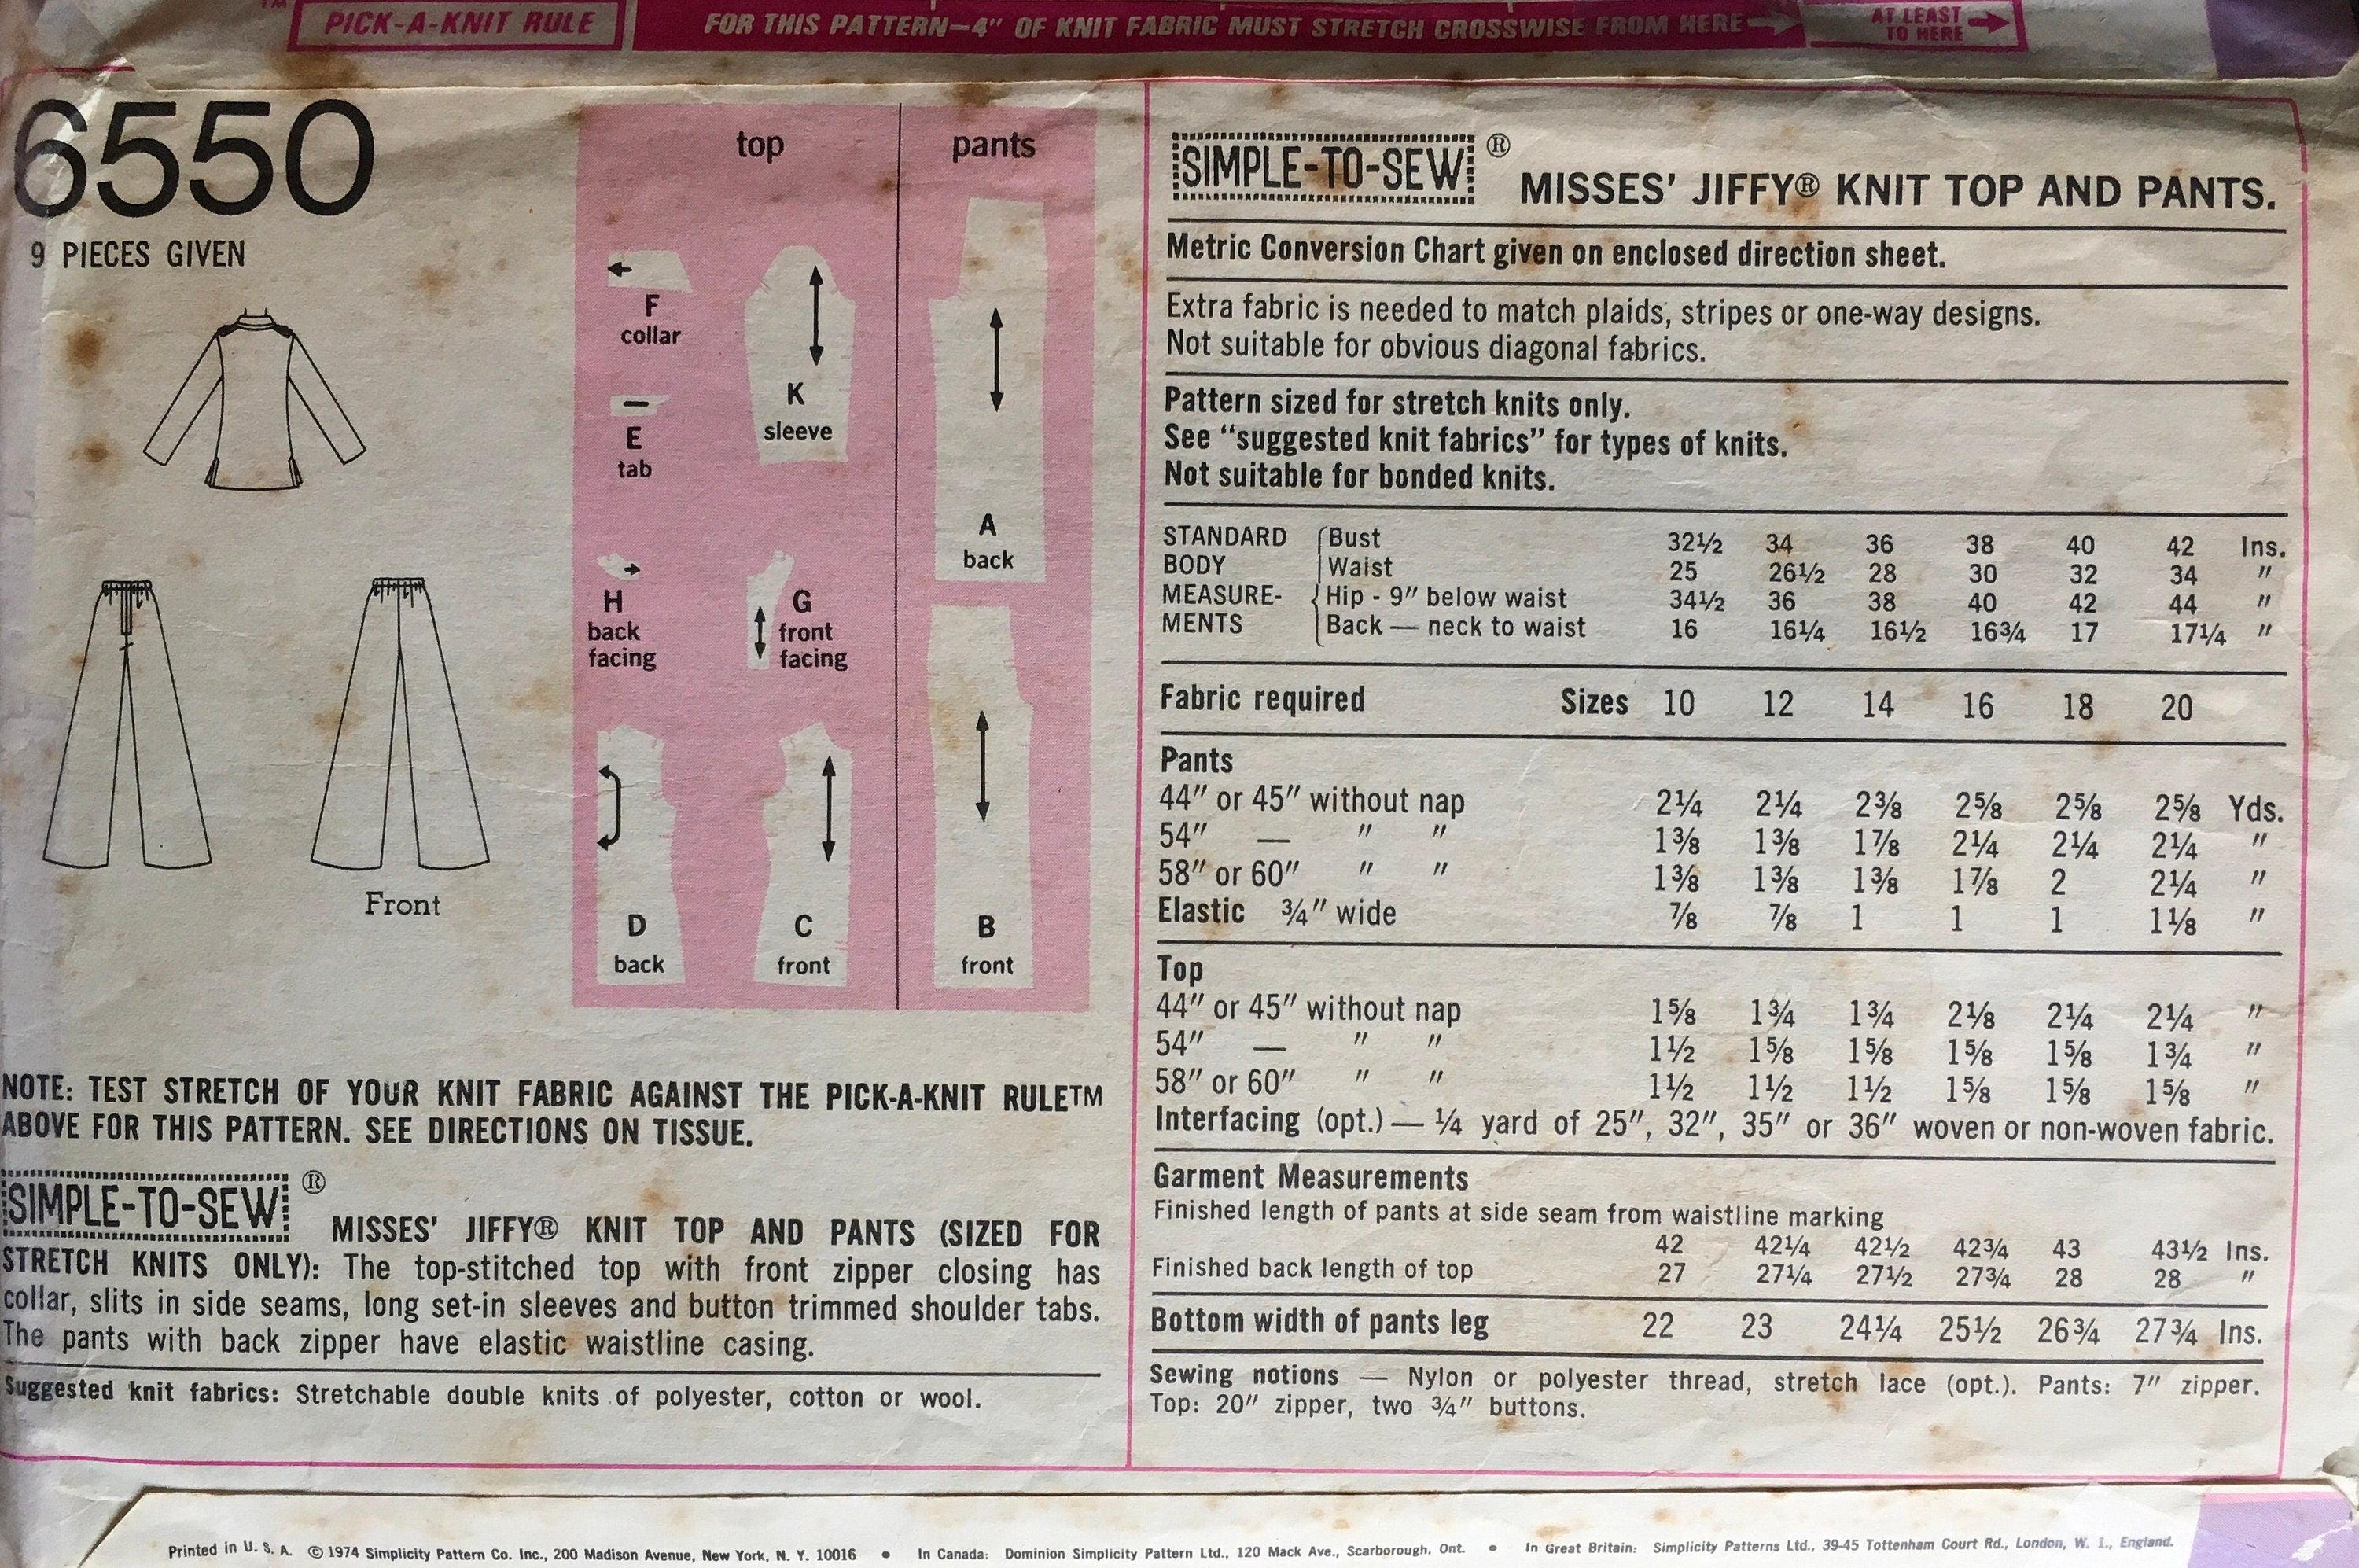 TM
PICK-A-KNIT RULE
FOR THIS PATTERN—4″ OF KNIT FABRIC MUST STRETCH CROSSWISE FROM HERE
AT LEAST
TO HERE
6550
9 PIECES GIVEN
Front
top
pants
F
collar
K
sleeve
E
tab
A
back
H
back
facing
G
front
facing
D
back
C
front
B
front
NOTE: TEST STRETCH OF YOUR KNIT FABRIC AGAINST THE PICK-A-KNIT RULE™
ABOVE FOR THIS PATTERN. SEE DIRECTIONS ON TISSUE.
SIMPLE-TO-SEW® MISSES’ JIFFY® KNIT TOP AND PANTS (SIZED FOR
STRETCH KNITS ONLY): The top-stitched top with front zipper closing has
collar, slits in side seams, long set-in sleeves and button trimmed shoulder tabs.
The pants with back zipper have elastic waistline casing.
Suggested knit fabrics: Stretchable double knits of polyester, cotton or wool.
SIMPLE-TO-SEW® MISSES’ JIFFY® KNIT TOP AND PANTS.
Metric Conversion Chart given on enclosed direction sheet.
Extra fabric is needed to match plaids, stripes or one-way designs.
Not suitable for obvious diagonal fabrics.
Pattern sized for stretch knits only.
See “suggested knit fabrics” for types of knits.
Not suitable for bonded knits.
STANDARD Bust 32½ 34 36 38 40 42 Ins.
BODY Waist 25 26½ 28 30 32 34 ″
MEASURE- Hip - 9″ below waist 34½ 36 38 40 42 44 ″
MENTS Back — neck to waist 16 16¼ 16½ 16¾ 17 17¼ ″
Fabric required Sizes 10 12 14 16 18 20
Pants
44″ or 45″ without nap 2¼ 2¼ 2⅜ 2⅝ 2⅝ 2⅝ Yds.
54″ — ″ ″ 1⅜ 1⅜ 1⅞ 2¼ 2¼ 2¼ ″
58″ or 60″ ″ ″ 1⅜ 1⅜ 1⅜ 1⅞ 2 2¼ ″
Elastic ¾″ wide ⅞ ⅞ 1 1 1 1⅛ ″
Top
44″ or 45″ without nap 1⅝ 1¾ 1¾ 2⅛ 2¼ 2¼ ″
54″ — ″ ″ 1½ 1⅝ 1⅝ 1⅝ 1⅝ 1¾ ″
58″ or 60″ ″ ″ 1½ 1½ 1½ 1⅝ 1⅝ 1⅝ ″
Interfacing (opt.) — ¼ yard of 25″, 32″, 35″ or 36″ woven or non-woven fabric.
Garment Measurements
Finished length of pants at side seam from waistline marking
42 42¼ 42½ 42¾ 43 43½ Ins.
Finished back length of top 27 27¼ 27½ 27¾ 28 28 ″
Bottom width of pants leg 22 23 24¼ 25½ 26¾ 27¾ Ins.
Sewing notions — Nylon or polyester thread, stretch lace (opt.). Pants: 7″ zipper.
Top: 20″ zipper, two ¾″ buttons.
Printed in U. S. A. © 1974 Simplicity Pattern Co. Inc., 200 Madison Avenue, New York, N. Y. 10016 • In Canada: Dominion Simplicity Pattern Ltd., 120 Mack Ave., Scarborough, Ont. • In Great Britain: Simplicity Patterns Ltd., 39-45 Tottenham Court Rd., London, W. 1., England.